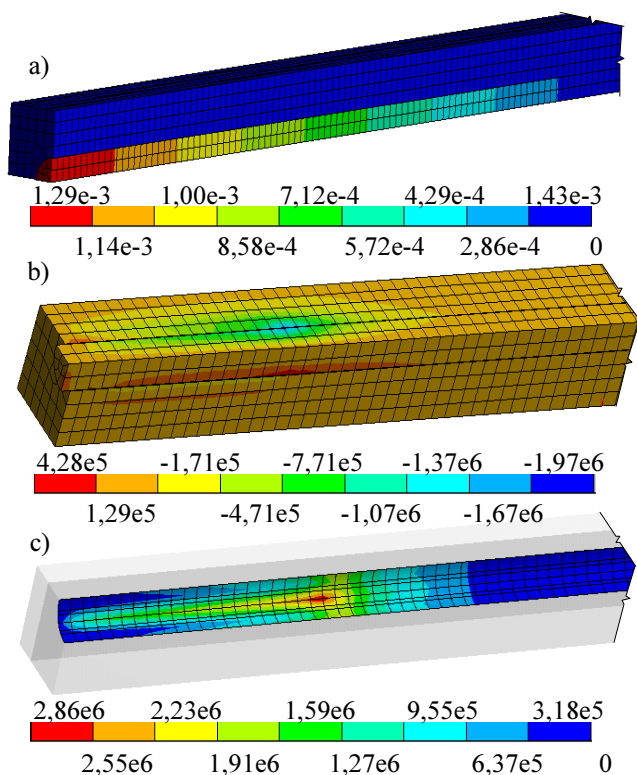 a)
1,29e-3 1,00e-3 7,12e-4 4,29e-4 1,43e-3
1,14e-3 8,58e-4 5,72e-4 2,86e-4 0
b)
4,28e5 -1,71e5 -7,71e5 -1,37e6 -1,97e6
1,29e5 -4,71e5 -1,07e6 -1,67e6
c)
2,86e6 2,23e6 1,59e6 9,55e5 3,18e5
2,55e6 1,91e6 1,27e6 6,37e5 0